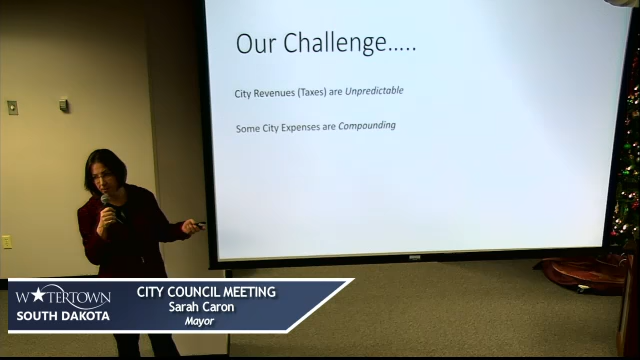 Our Challenge.....
City Revenues (Taxes) are Unpredictable
Some City Expenses are Compounding
WATERTOWN
SOUTH DAKOTA
CITY COUNCIL MEETING
Sarah Caron
Mayor